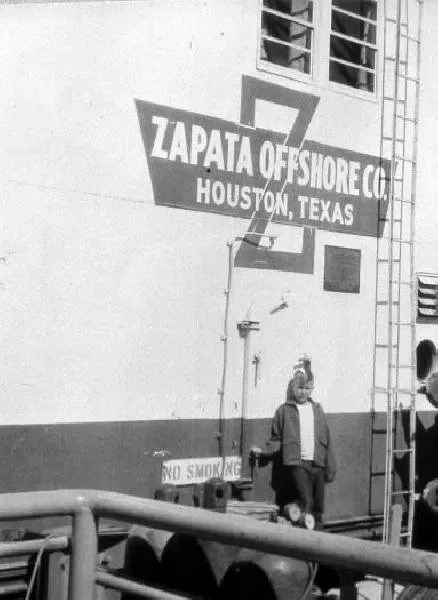 ZAPATA OFFSHORE CO.
HOUSTON, TEXAS
NO SMOKING